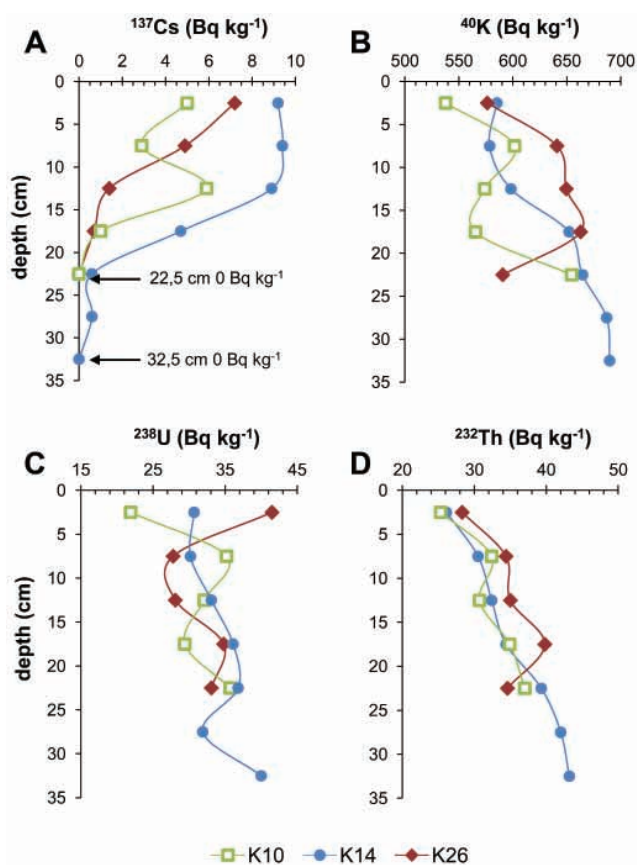 A
¹³⁷Cs (Bq kg⁻¹)
0 2 4 6 8 10
0
5
10
15
20
25
30
35
depth (cm)
22,5 cm 0 Bq kg⁻¹
32,5 cm 0 Bq kg⁻¹
B
⁴⁰K (Bq kg⁻¹)
500 550 600 650 700
0
5
10
15
20
25
30
35
C
²³⁸U (Bq kg⁻¹)
15 25 35 45
0
5
10
15
20
25
30
35
depth (cm)
D
²³²Th (Bq kg⁻¹)
20 30 40 50
0
5
10
15
20
25
30
35
K10 K14 K26